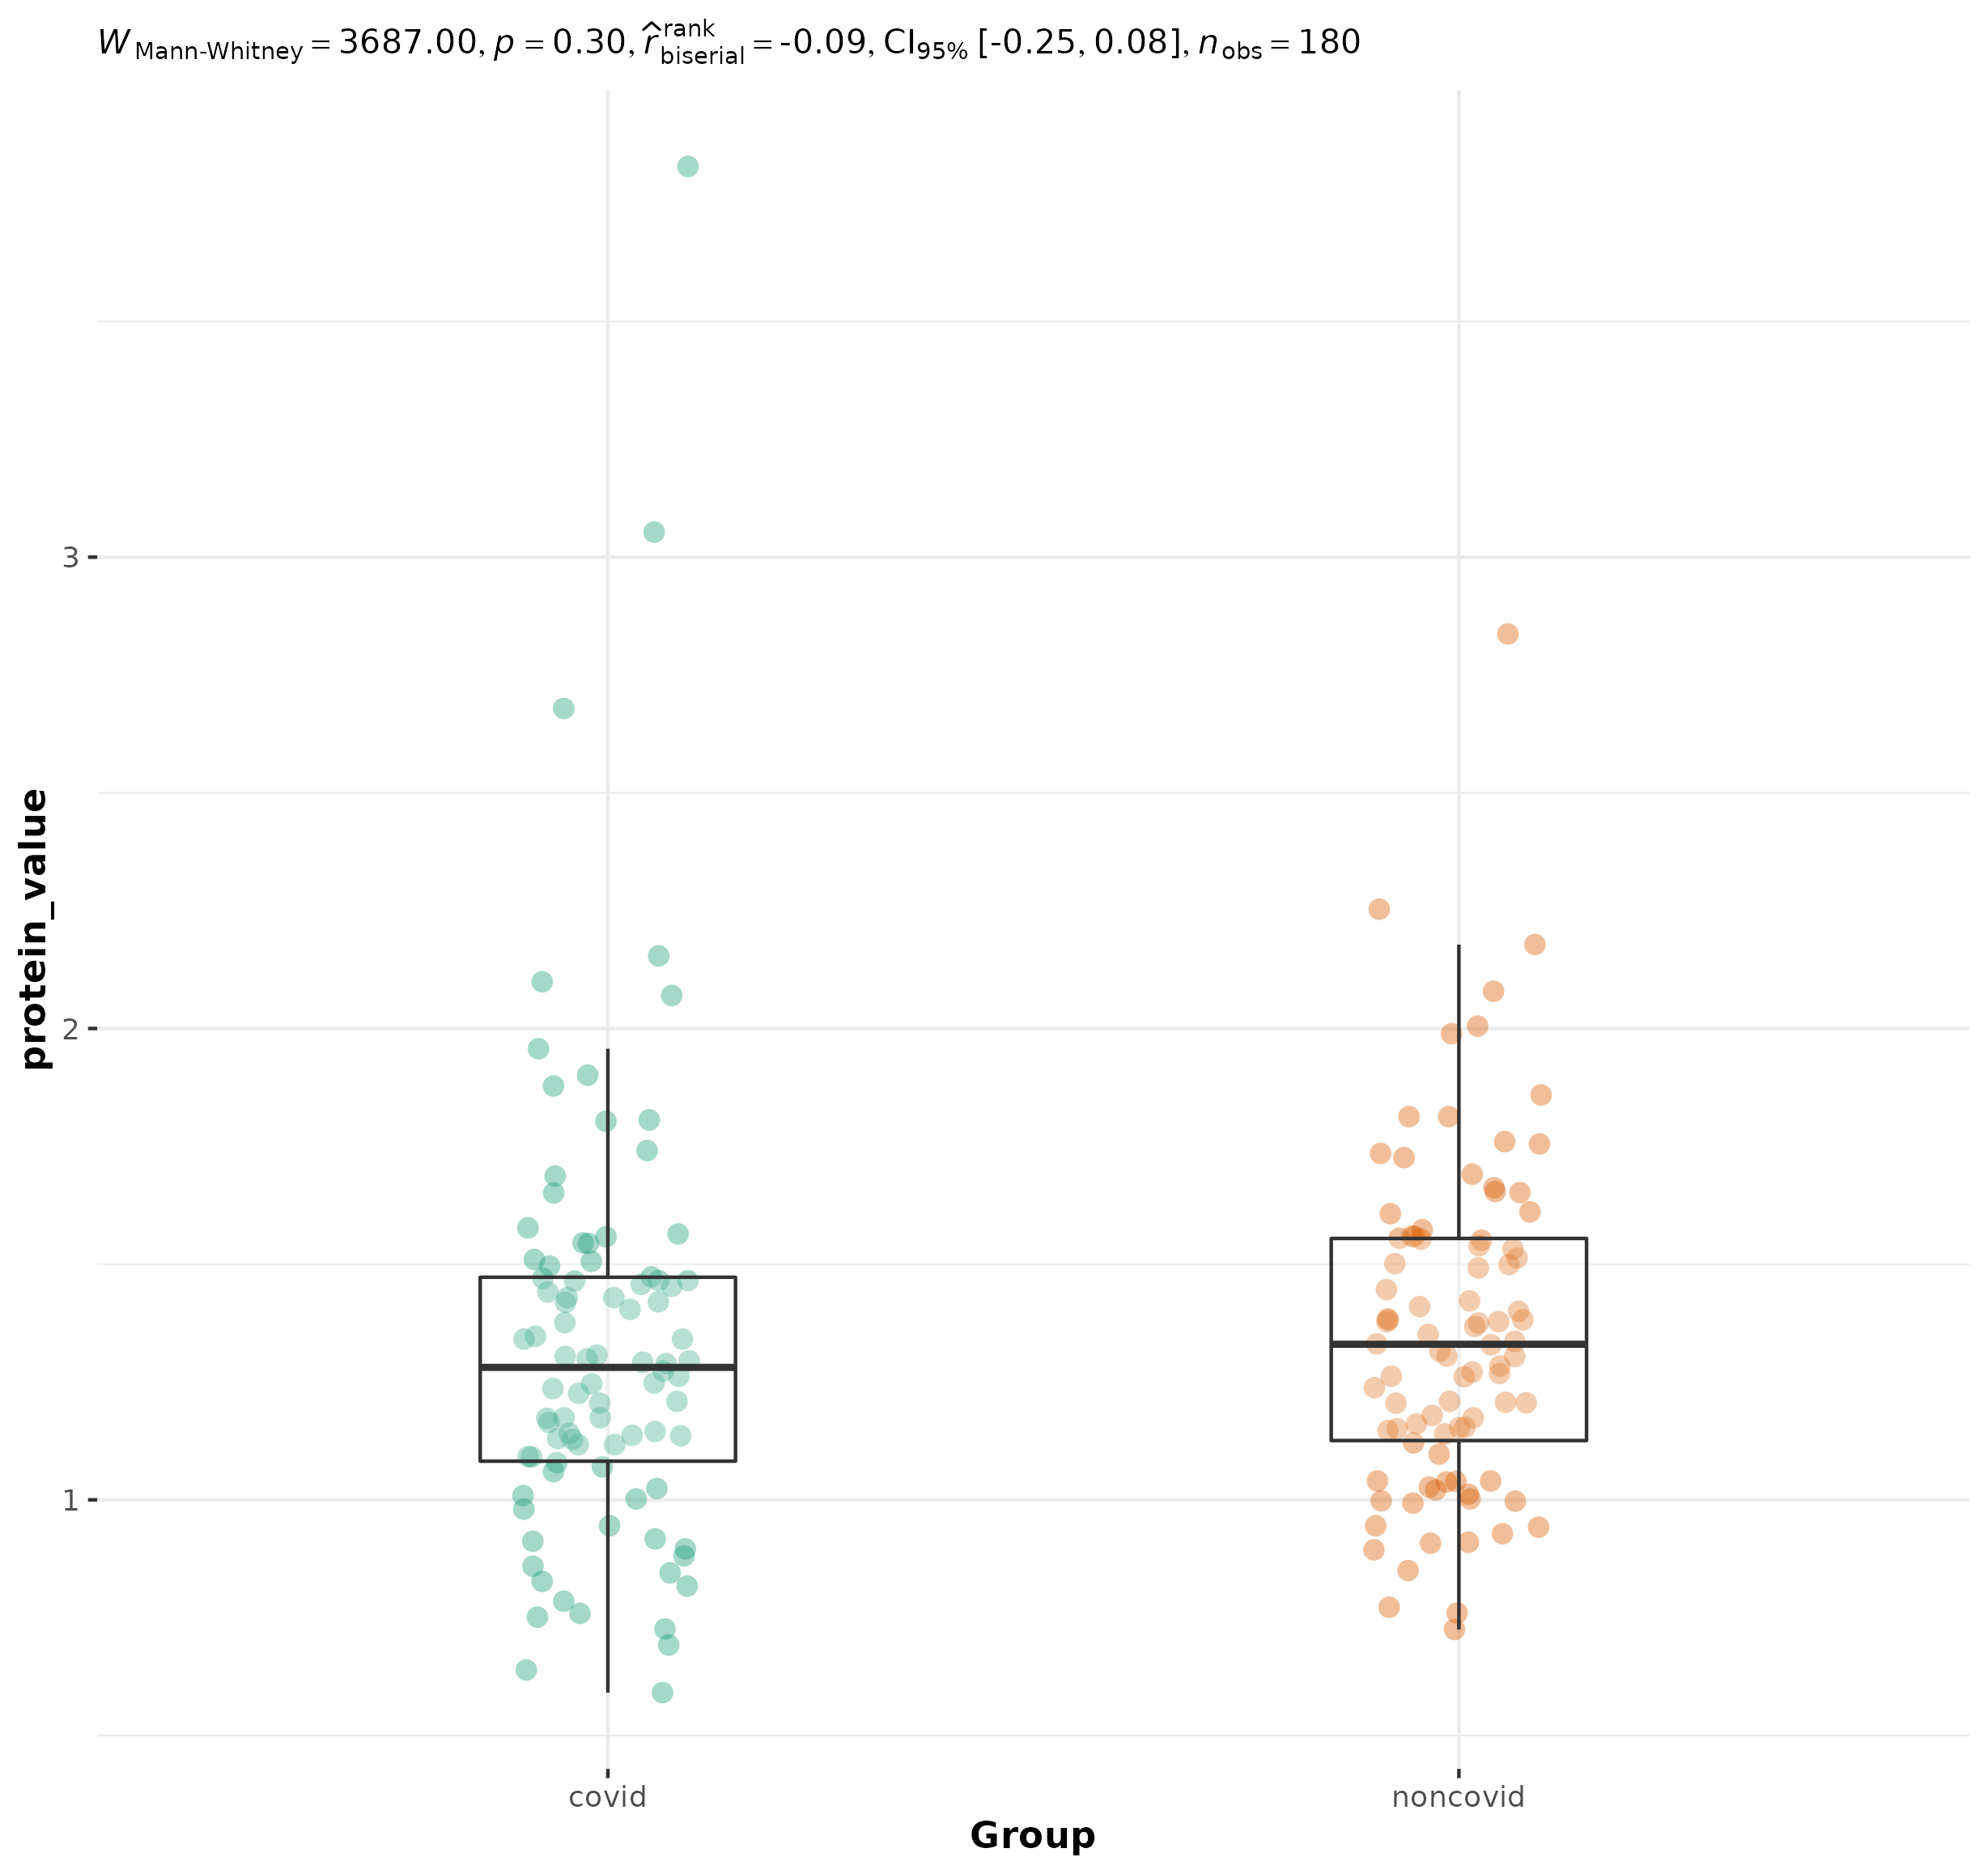 W Mann-Whitney = 3687.00, p = 0.30, r̂ rank biserial = -0.09, CI95% [-0.25, 0.08], nobs = 180
protein_value
3
2
1
covid noncovid
Group